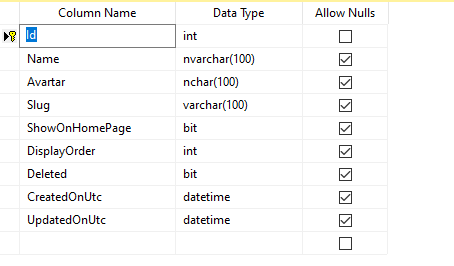 Column Name Data Type Allow Nulls
Id int
Name nvarchar(100)
Avartar nchar(100)
Slug varchar(100)
ShowOnHomePage bit
DisplayOrder int
Deleted bit
CreatedOnUtc datetime
UpdatedOnUtc datetime